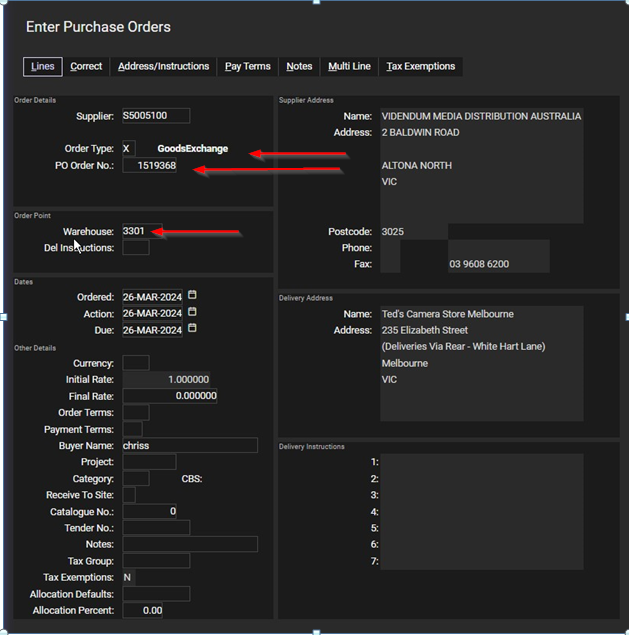 Enter Purchase Orders
Lines Correct Address/Instructions Pay Terms Notes Multi Line Tax Exemptions
Order Details
Supplier: S5005100
Order Type: X GoodsExchange
PO Order No.: 1519368
Order Point
Warehouse: 3301
Del Instructions:
Dates
Ordered: 26-MAR-2024
Action: 26-MAR-2024
Due: 26-MAR-2024
Other Details
Currency:
Initial Rate: 1.000000
Final Rate: 0.000000
Order Terms:
Payment Terms:
Buyer Name: chriss
Project:
Category: CBS:
Receive To Site:
Catalogue No.: 0
Tender No.:
Notes:
Tax Group:
Tax Exemptions: N
Allocation Defaults:
Allocation Percent: 0.00
Supplier Address
Name: VIDENDUM MEDIA DISTRIBUTION AUSTRALIA
Address: 2 BALDWIN ROAD
ALTONA NORTH
VIC
Postcode: 3025
Phone:
Fax: 03 9608 6200
Delivery Address
Name: Ted's Camera Store Melbourne
Address: 235 Elizabeth Street
(Deliveries Via Rear - White Hart Lane)
Melbourne
VIC
Delivery Instructions
1:
2:
3:
4:
5:
6:
7: